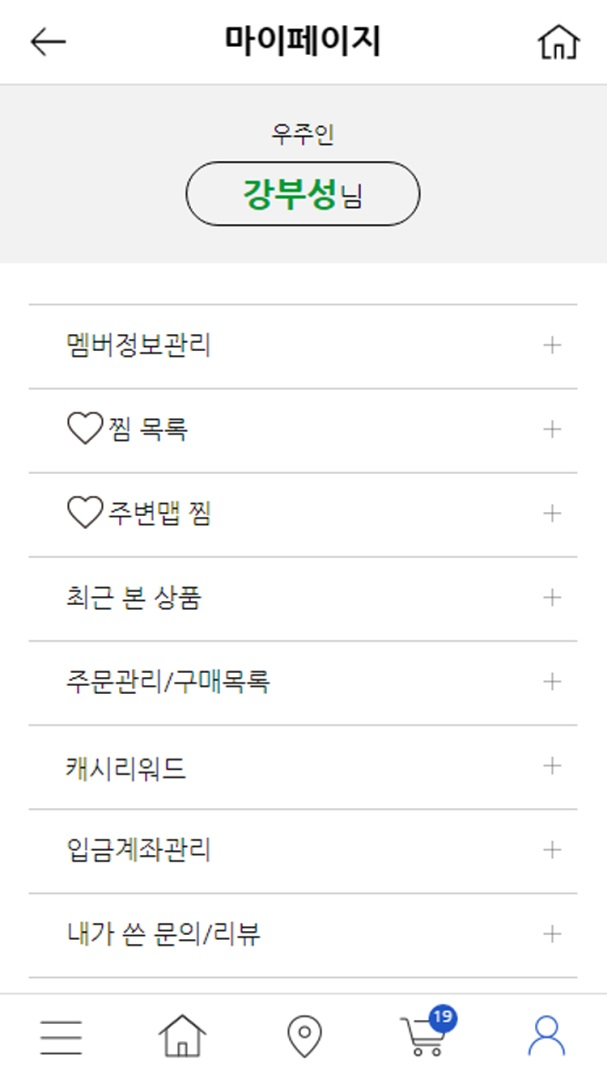 마이페이지
우주인
강부성님
멤버정보관리
찜 목록
주변맵 찜
최근 본 상품
주문관리/구매목록
캐시리워드
입금계좌관리
내가 쓴 문의/리뷰
19